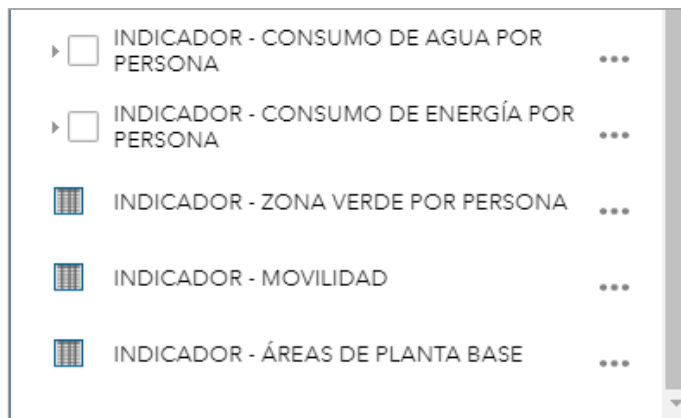 INDICADOR - CONSUMO DE AGUA POR
PERSONA
INDICADOR - CONSUMO DE ENERGÍA POR
PERSONA
INDICADOR - ZONA VERDE POR PERSONA
INDICADOR - MOVILIDAD
INDICADOR - ÁREAS DE PLANTA BASE